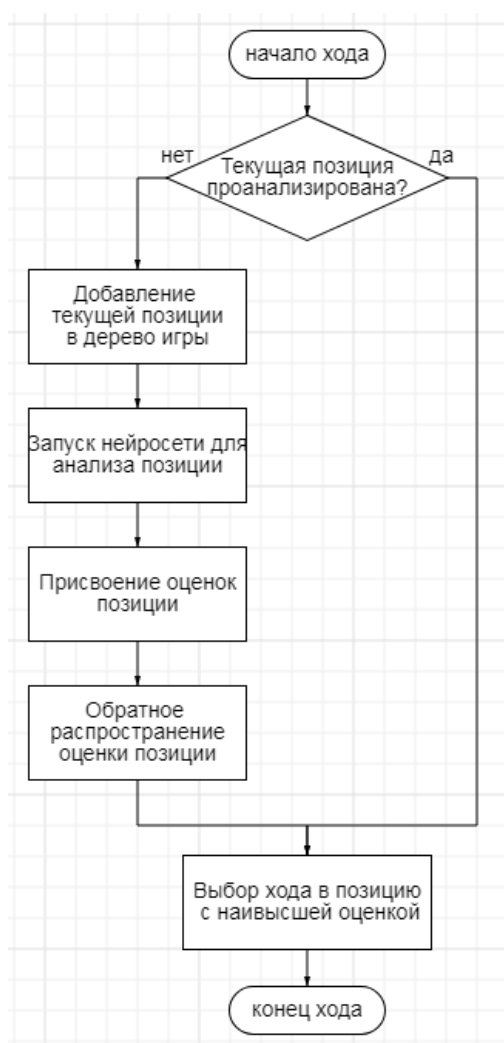 начало хода
нет
да
Текущая позиция
проанализирована?
Добавление
текущей позиции
в дерево игры
Запуск нейросети для
анализа позиции
Присвоение оценок
позиции
Обратное
распространение
оценки позиции
Выбор хода в позицию
с наивысшей оценкой
конец хода